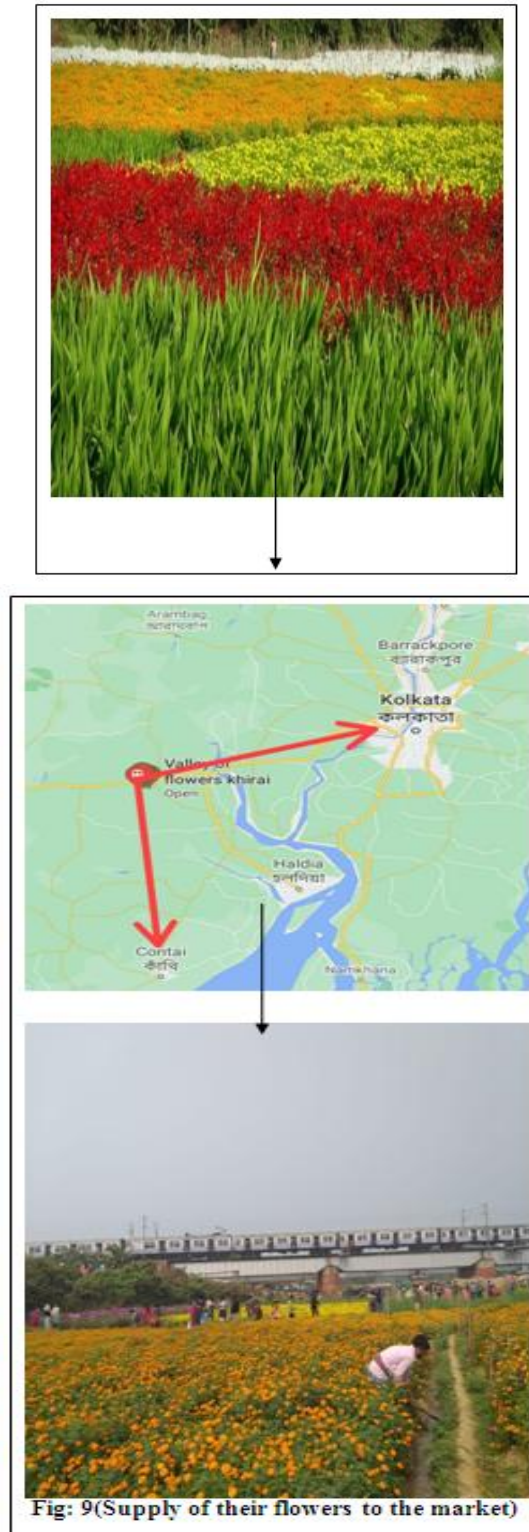 Arambag
আরামবাগ
Barrackpore
ব্যারাকপুর
Kolkata
কলকাতা
Valley of
flowers khirai
Open
Haldia
হলদিয়া
Contai
কাঁথি
Namkhana
Fig: 9(Supply of their flowers to the market)